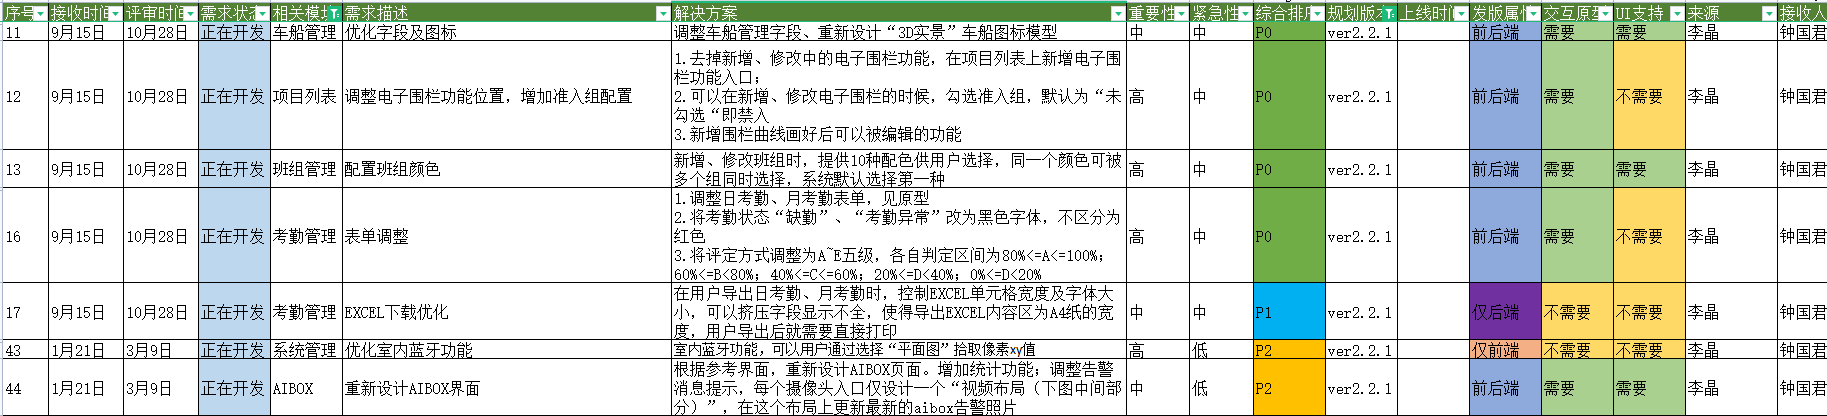 序号 接收时间 评审时间 需求状态 相关模块 需求描述 解决方案 重要性 紧急性 综合排序 规划版本 上线时间 发版属性 交互原型 UI支持 来源 接收人
11 9月15日 10月28日 正在开发 车船管理 优化字段及图标 调整车船管理字段、重新设计“3D实景”车船图标模型 中 中 P0 ver2.2.1 前后端 需要 需要 李晶 钟国君
12 9月15日 10月28日 正在开发 项目列表 调整电子围栏功能位置，增加准入组配置 1.去掉新增、修改中的电子围栏功能，在项目列表上新增电子围
栏功能入口；
2.可以在新增、修改电子围栏的时候，勾选准入组，默认为“未
勾选“即禁入
3.新增围栏曲线画好后可以被编辑的功能 高 中 P0 ver2.2.1 前后端 需要 不需要 李晶 钟国君
13 9月15日 10月28日 正在开发 班组管理 配置班组颜色 新增、修改班组时，提供10种配色供用户选择，同一个颜色可被
多个组同时选择，系统默认选择第一种 高 中 P0 ver2.2.1 前后端 需要 需要 李晶 钟国君
16 9月15日 10月28日 正在开发 考勤管理 表单调整 1.调整日考勤、月考勤表单，见原型
2.将考勤状态“缺勤”、“考勤异常”改为黑色字体，不区分为
红色
3.将评定方式调整为A~E五级，各自判定区间为80%<=A<=100%；
60%<=B<80%；40%<=C<=60%；20%<=D<40%；0%<=D<20% 高 中 P0 ver2.2.1 前后端 需要 不需要 李晶 钟国君
17 9月15日 10月28日 正在开发 考勤管理 EXCEL下载优化 在用户导出日考勤、月考勤时，控制EXCEL单元格宽度及字体大
小，可以挤压字段显示不全，使得导出EXCEL内容区为A4纸的宽
度，用户导出后就需要直接打印 中 中 P1 ver2.2.1 仅后端 不需要 不需要 李晶 钟国君
43 1月21日 3月9日 正在开发 系统管理 优化室内蓝牙功能 室内蓝牙功能，可以用户通过选择“平面图”拾取像素xy值 高 低 P2 ver2.2.1 仅前端 不需要 不需要 李晶 钟国君
44 1月21日 3月9日 正在开发 AIBOX 重新设计AIBOX界面 根据参考界面，重新设计AIBOX页面。增加统计功能；调整告警
消息提示，每个摄像头入口仅设计一个“视频布局（下图中间部
分）”，在这个布局上更新最新的aibox告警照片 中 低 P2 ver2.2.1 前后端 需要 需要 李晶 钟国君